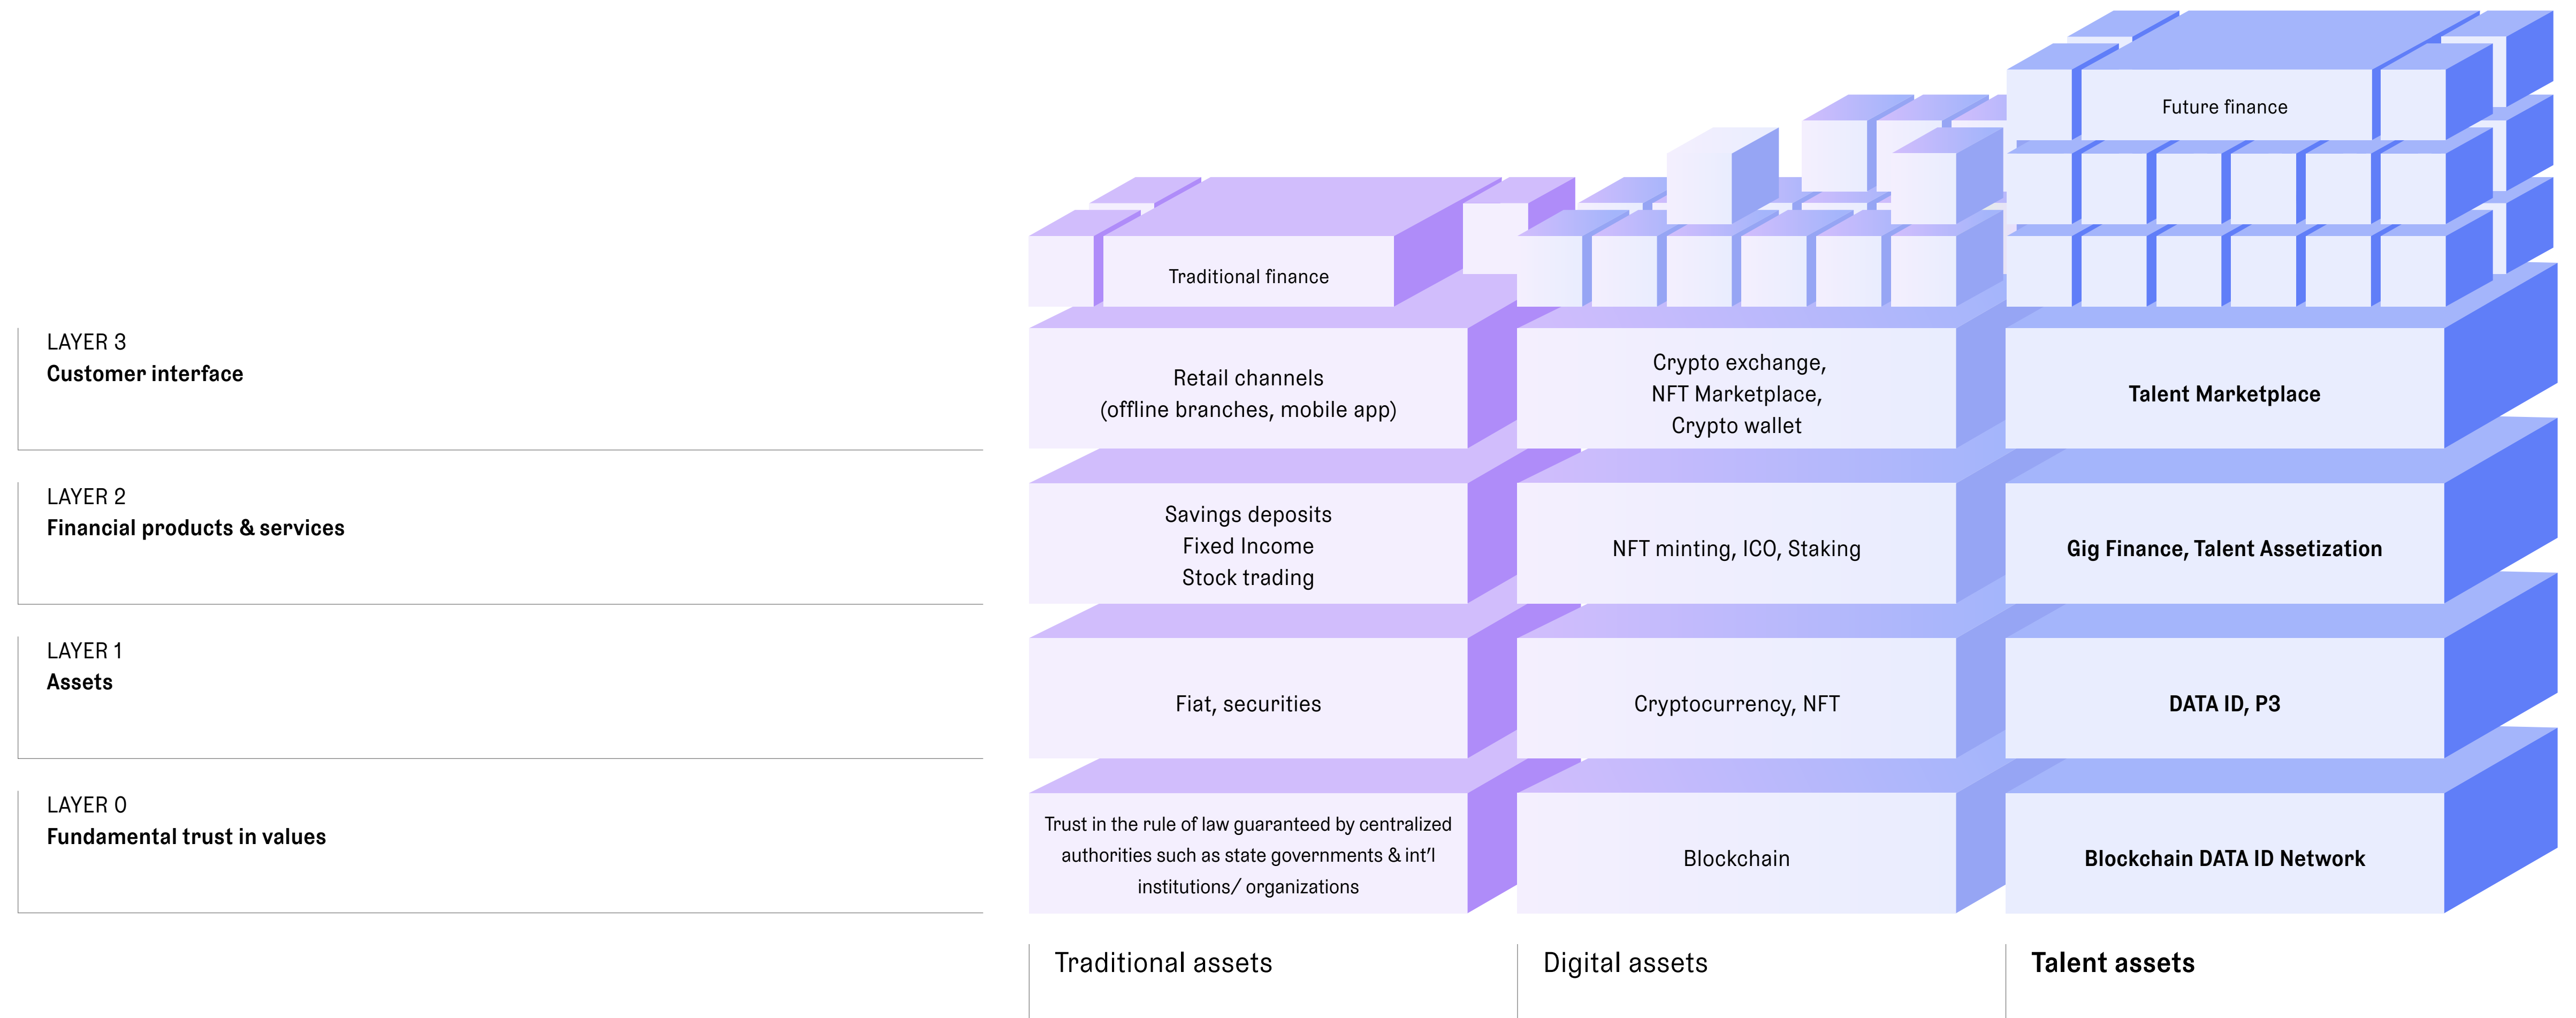 Future finance
Traditional finance
LAYER 3
Customer interface
Retail channels
(offline branches, mobile app)
Crypto exchange,
NFT Marketplace,
Crypto wallet
Talent Marketplace
LAYER 2
Financial products & services
Savings deposits
Fixed Income
Stock trading
NFT minting, ICO, Staking
Gig Finance, Talent Assetization
LAYER 1
Assets
Fiat, securities
Cryptocurrency, NFT
DATA ID, P3
LAYER 0
Fundamental trust in values
Trust in the rule of law guaranteed by centralized
authorities such as state governments & int'l
institutions/ organizations
Blockchain
Blockchain DATA ID Network
Traditional assets
Digital assets
Talent assets